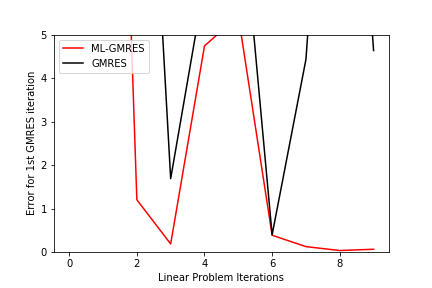 5
4
3
2
1
0
0
2
4
6
8
Error for 1st GMRES iteration
Linear Problem Iterations
ML-GMRES
GMRES